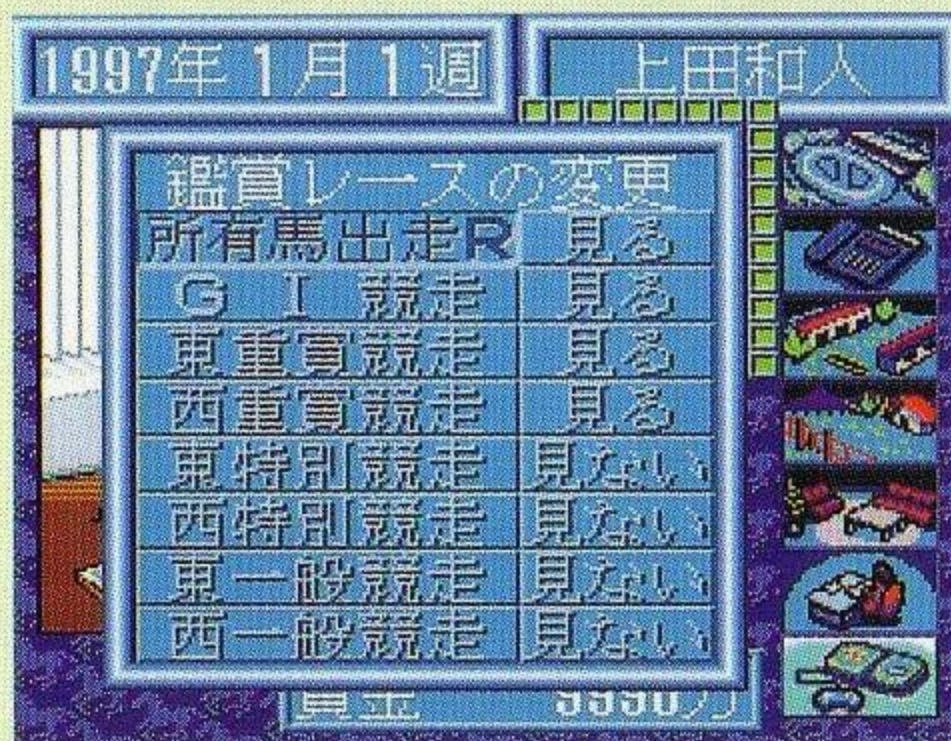 1997年1月1週
上田和人
鑑賞レースの変更
所有馬出走R 見る
GI競走 見る
東重賞競走 見る
西重賞競走 見る
東特別競走 見ない
西特別競走 見ない
東一般競走 見ない
西一般競走 見ない
資金